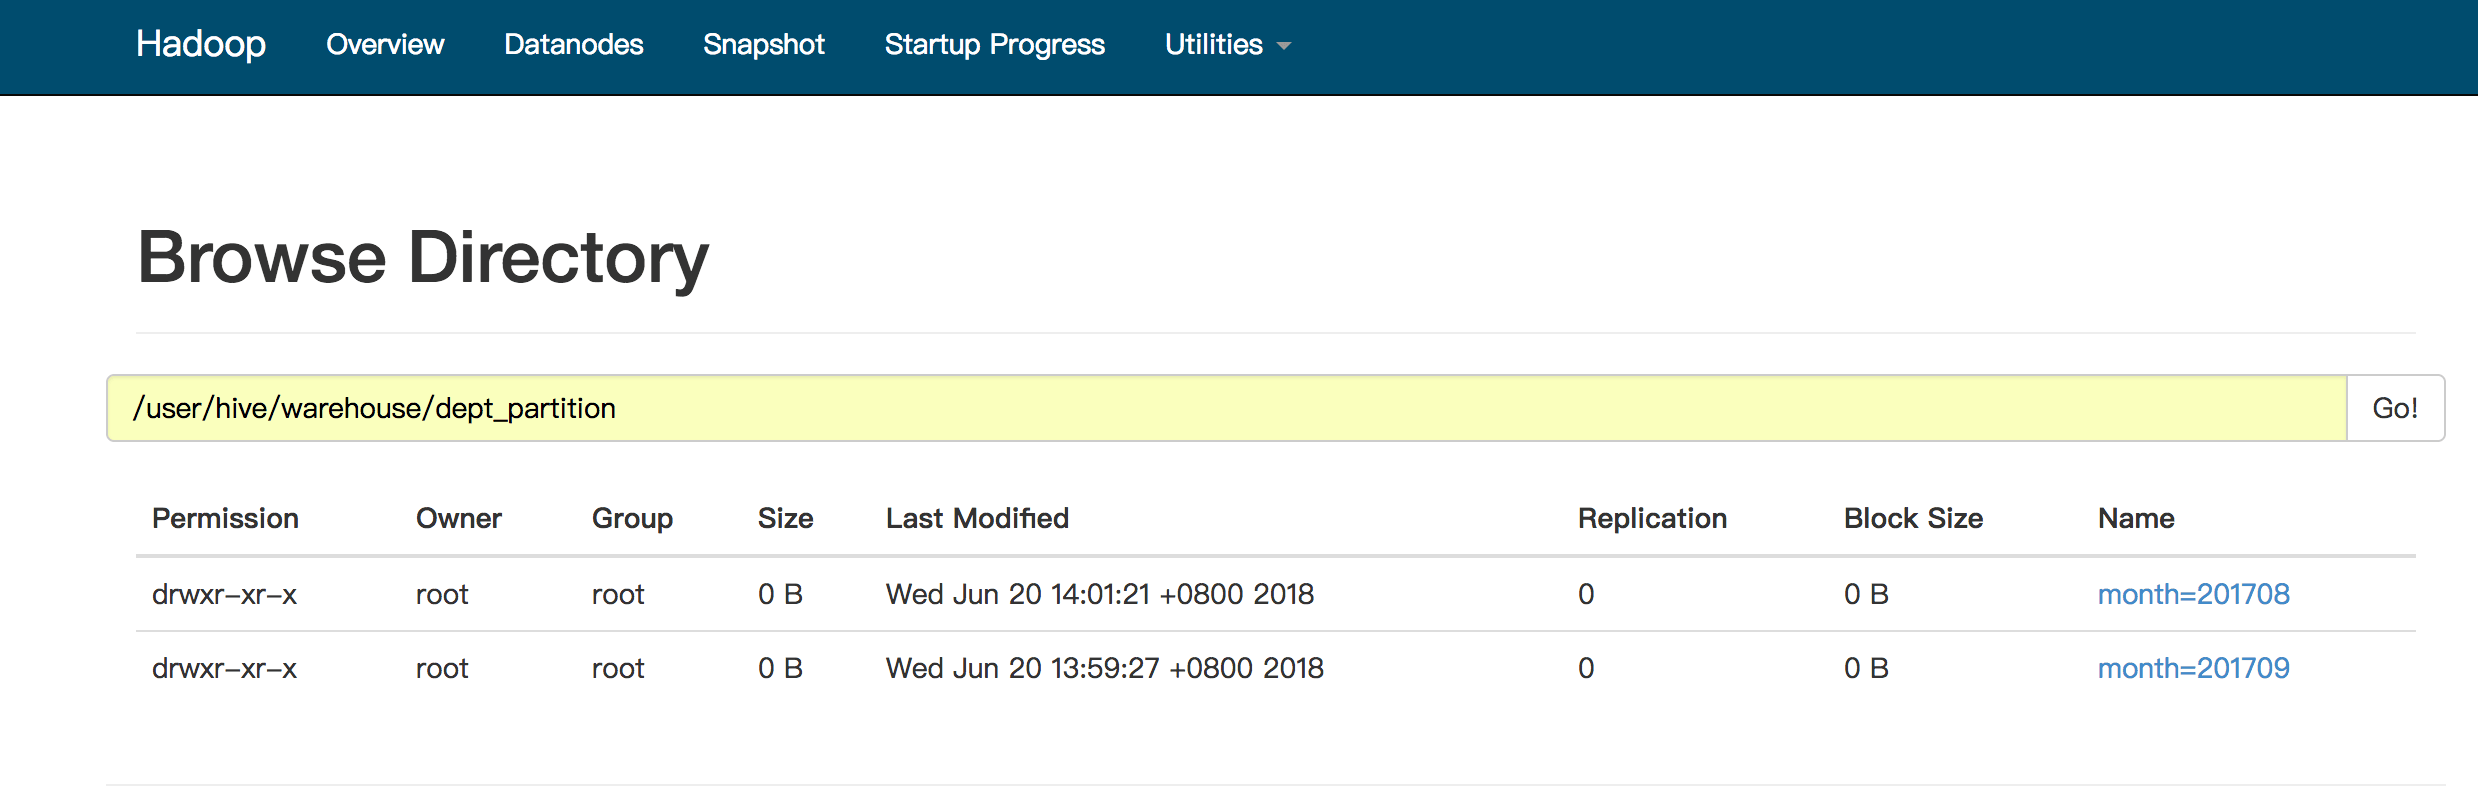 Hadoop Overview Datanodes Snapshot Startup Progress Utilities
Browse Directory
/user/hive/warehouse/dept_partition Go!
Permission Owner Group Size Last Modified Replication Block Size Name
drwxr-xr-x root root 0 B Wed Jun 20 14:01:21 +0800 2018 0 0 B month=201708
drwxr-xr-x root root 0 B Wed Jun 20 13:59:27 +0800 2018 0 0 B month=201709